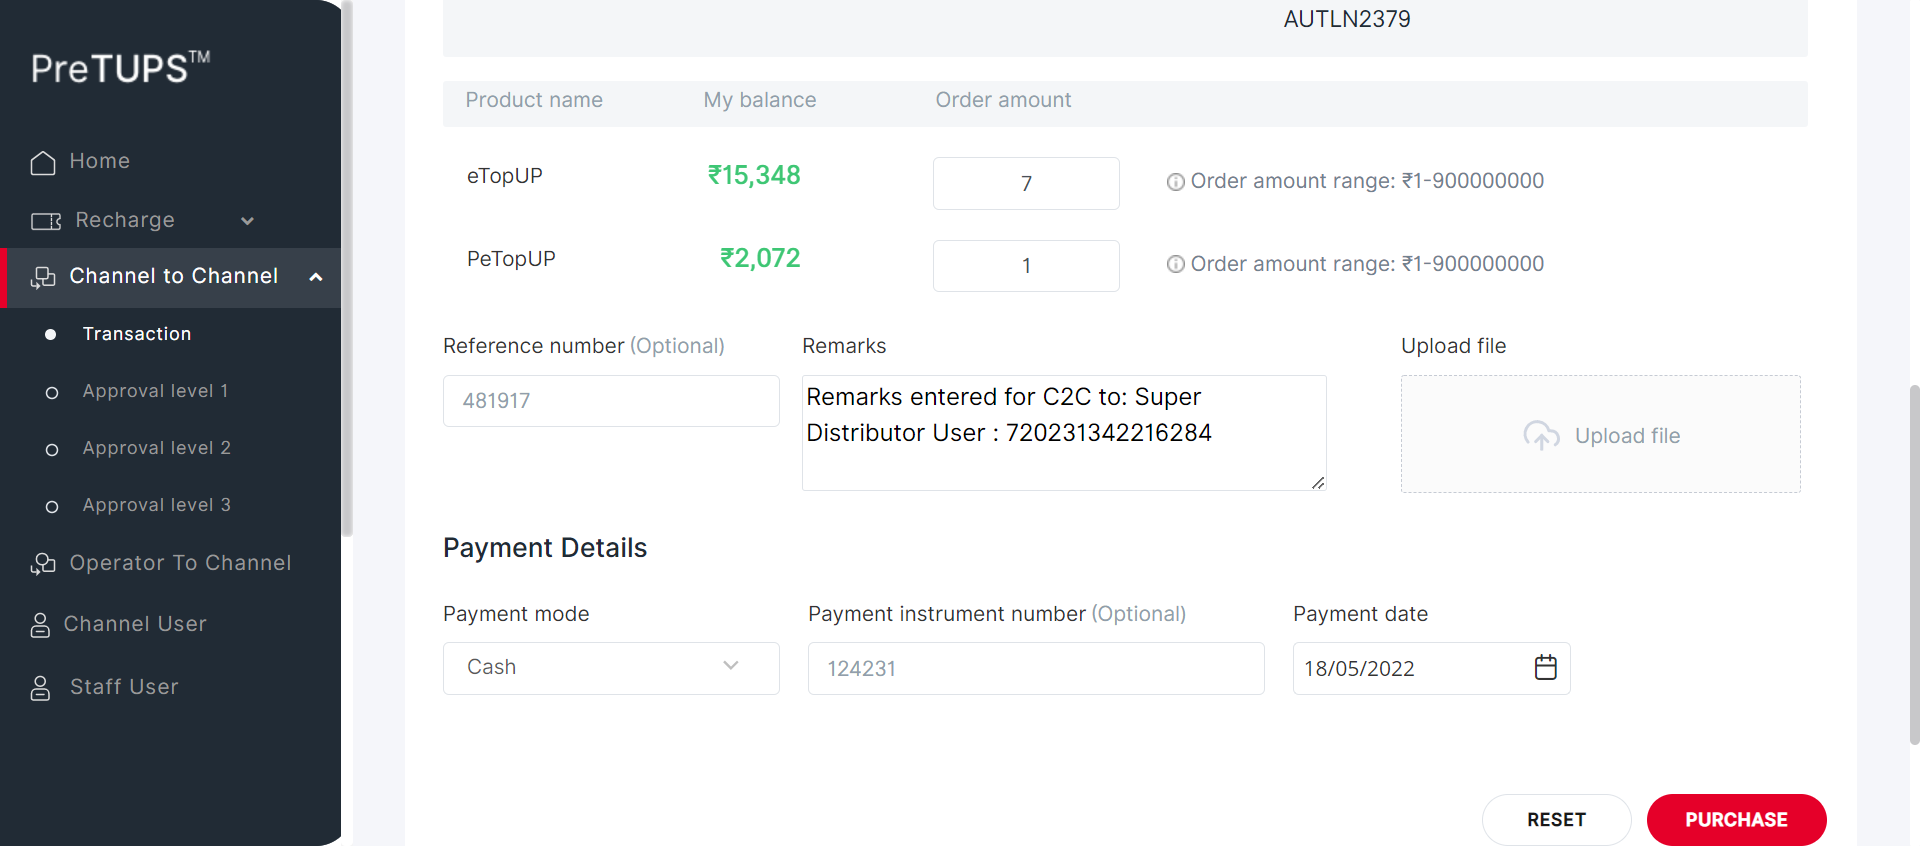 AUTLN2379
PreTUPS™
Product name My balance Order amount
Home
eTopUP ₹15,348 7 Order amount range: ₹1-900000000
Recharge
PeTopUP ₹2,072 1 Order amount range: ₹1-900000000
Channel to Channel
Transaction
Reference number (Optional) Remarks Upload file
Approval level 1
481917
Remarks entered for C2C to: Super
Distributor User : 720231342216284
Upload file
Approval level 2
Approval level 3
Payment Details
Operator To Channel
Payment mode Payment instrument number (Optional) Payment date
Channel User
Cash 124231 18/05/2022
Staff User
RESET PURCHASE